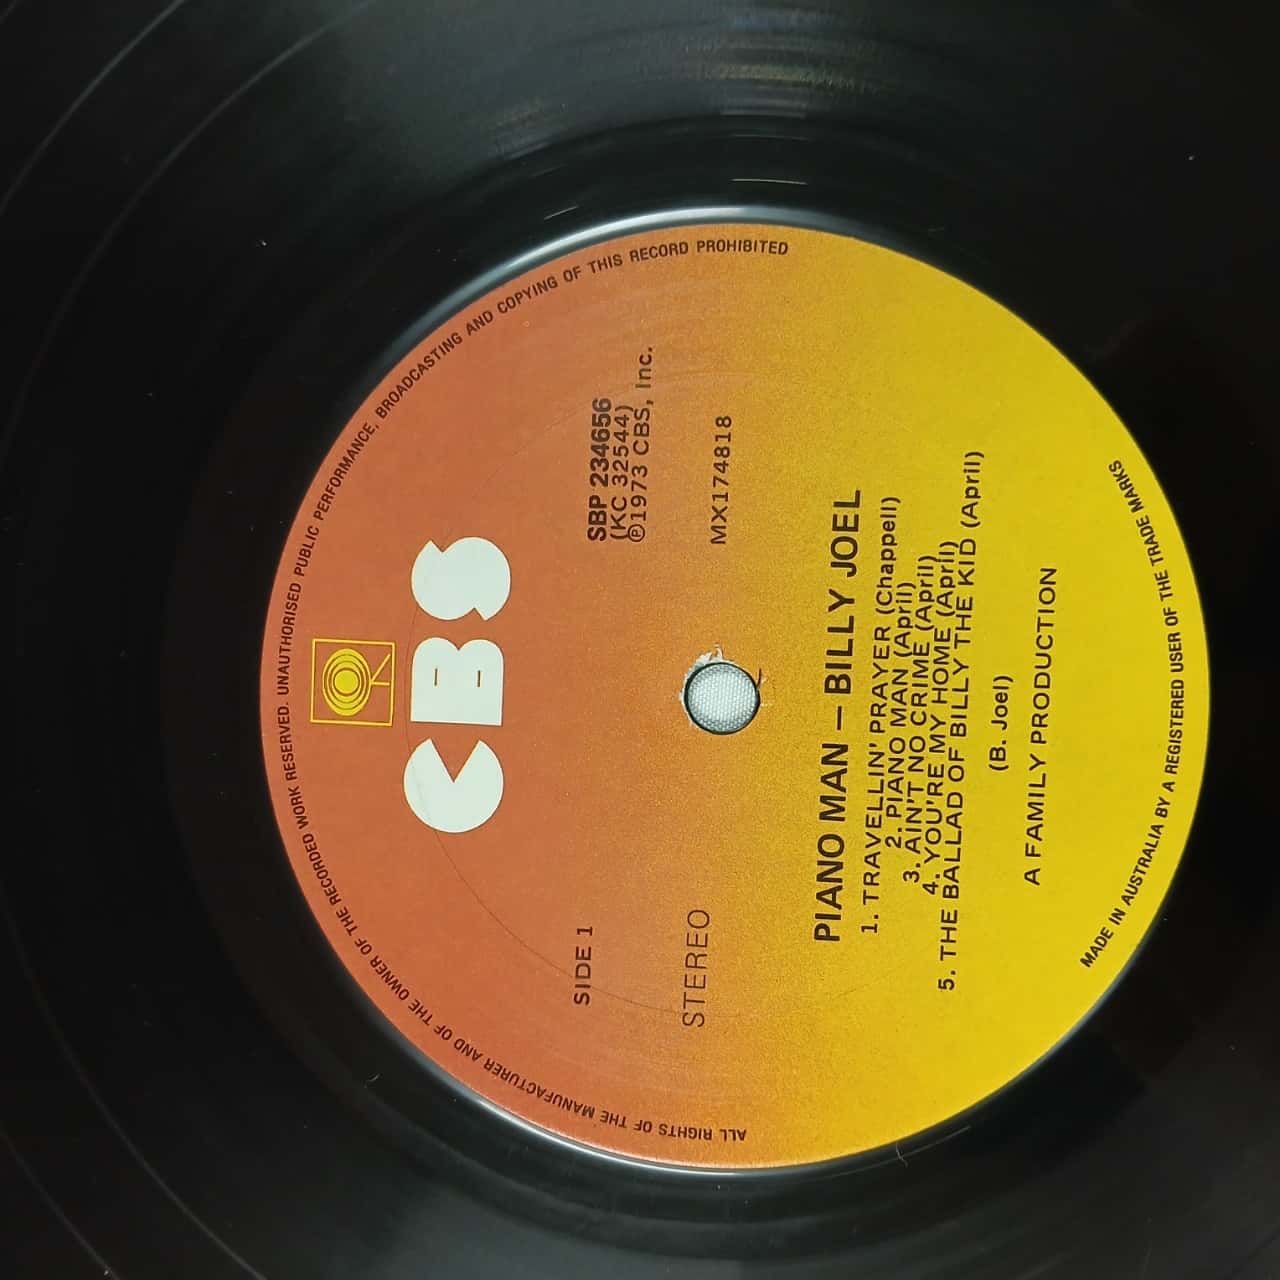 ALL RIGHTS OF THE MANUFACTURER AND OF THE OWNER OF THE RECORDED WORK RESERVED. UNAUTHORISED PUBLIC PERFORMANCE, BROADCASTING AND COPYING OF THIS RECORD PROHIBITED
CBS
SIDE 1
SBP 234656
(KC 32544)
℗1973 CBS, Inc.
STEREO
MX174818
PIANO MAN – BILLY JOEL
1. TRAVELLIN' PRAYER (Chappell)
2. PIANO MAN (April)
3. AIN'T NO CRIME (April)
4. YOU'RE MY HOME (April)
5. THE BALLAD OF BILLY THE KID (April)
(B. Joel)
A FAMILY PRODUCTION
MADE IN AUSTRALIA BY A REGISTERED USER OF THE TRADE MARKS